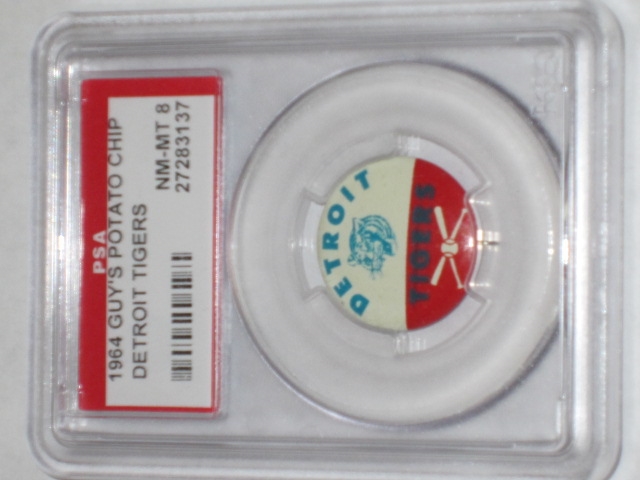 PSA
1964 GUY'S POTATO CHIP
DETROIT TIGERS
NM-MT 8
27283137
DETROIT
TIGERS